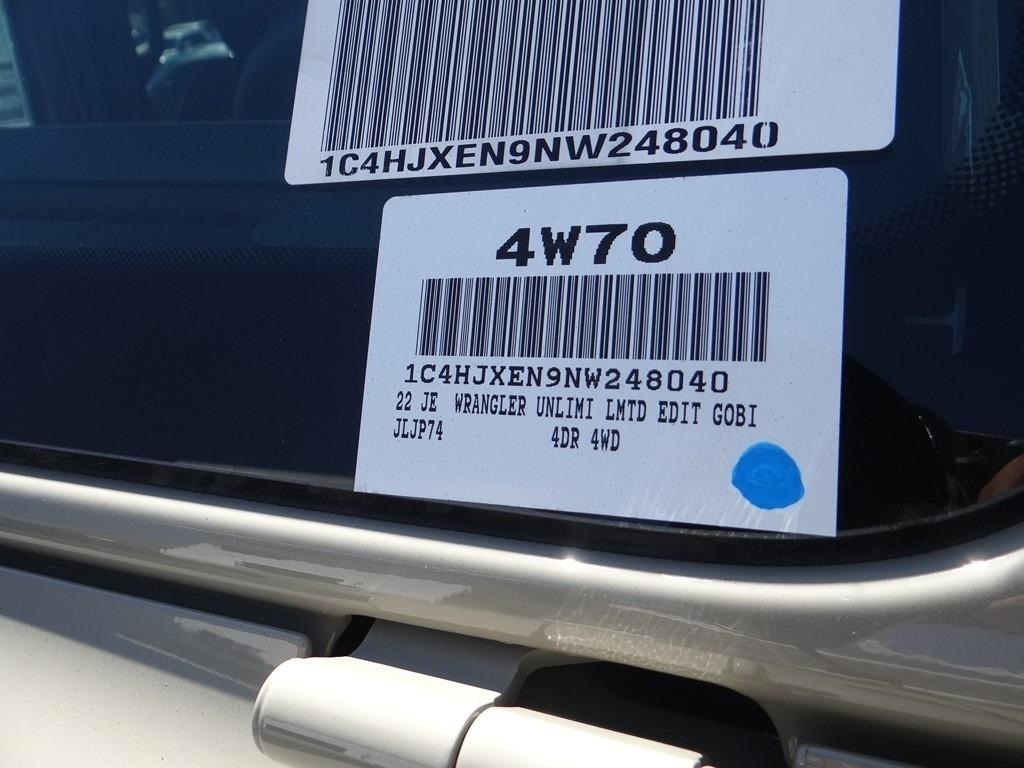 1C4HJXEN9NW248040
4W70
1C4HJXEN9NW248040
22 JE WRANGLER UNLIMI LMTD EDIT GOBI
JLJP74 4DR 4WD